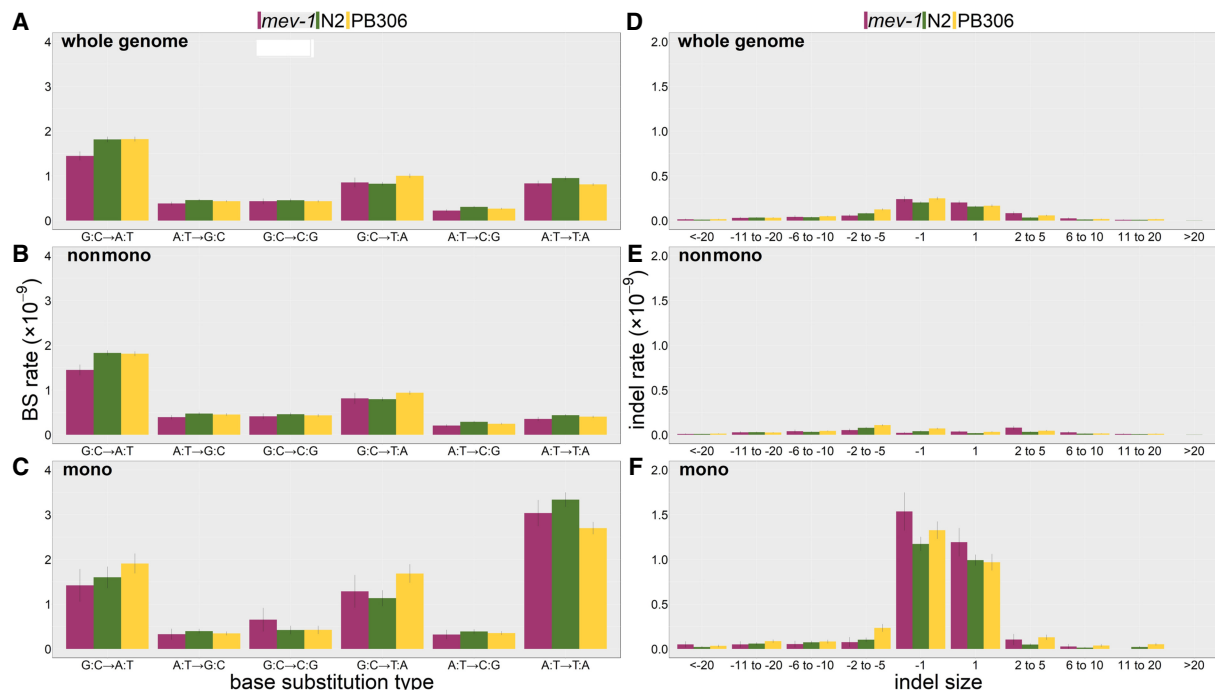 A
mev-1 N2 PB306
whole genome
4
3
2
1
0
G:C→A:T A:T→G:C G:C→C:G G:C→T:A A:T→C:G A:T→T:A
B
nonmono
4
3
2
1
0
G:C→A:T A:T→G:C G:C→C:G G:C→T:A A:T→C:G A:T→T:A
C
mono
4
3
2
1
0
G:C→A:T A:T→G:C G:C→C:G G:C→T:A A:T→C:G A:T→T:A
BS rate (×10⁻⁹)
base substitution type
D
mev-1 N2 PB306
whole genome
2.0
1.5
1.0
0.5
0.0
<-20 -11 to -20 -6 to -10 -2 to -5 -1 1 2 to 5 6 to 10 11 to 20 >20
E
nonmono
2.0
1.5
1.0
0.5
0.0
<-20 -11 to -20 -6 to -10 -2 to -5 -1 1 2 to 5 6 to 10 11 to 20 >20
F
mono
2.0
1.5
1.0
0.5
0.0
<-20 -11 to -20 -6 to -10 -2 to -5 -1 1 2 to 5 6 to 10 11 to 20 >20
indel rate (×10⁻⁹)
indel size